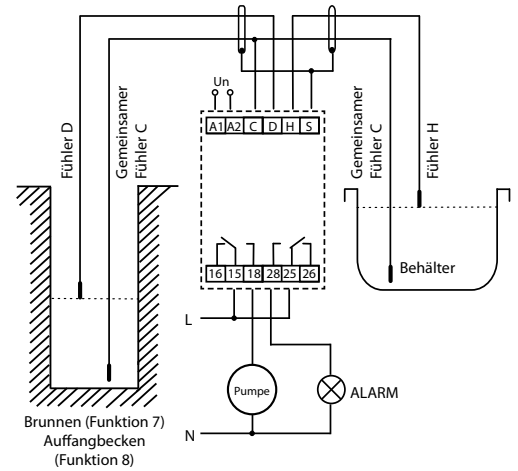 Un
A1 A2 C D H S
Fühler D
Gemeinsamer
Fühler C
Gemeinsamer
Fühler C
Fühler H
16 15 18 28 25 26
Behälter
L
Pumpe
ALARM
N
Brunnen (Funktion 7)
Auffangbecken
(Funktion 8)